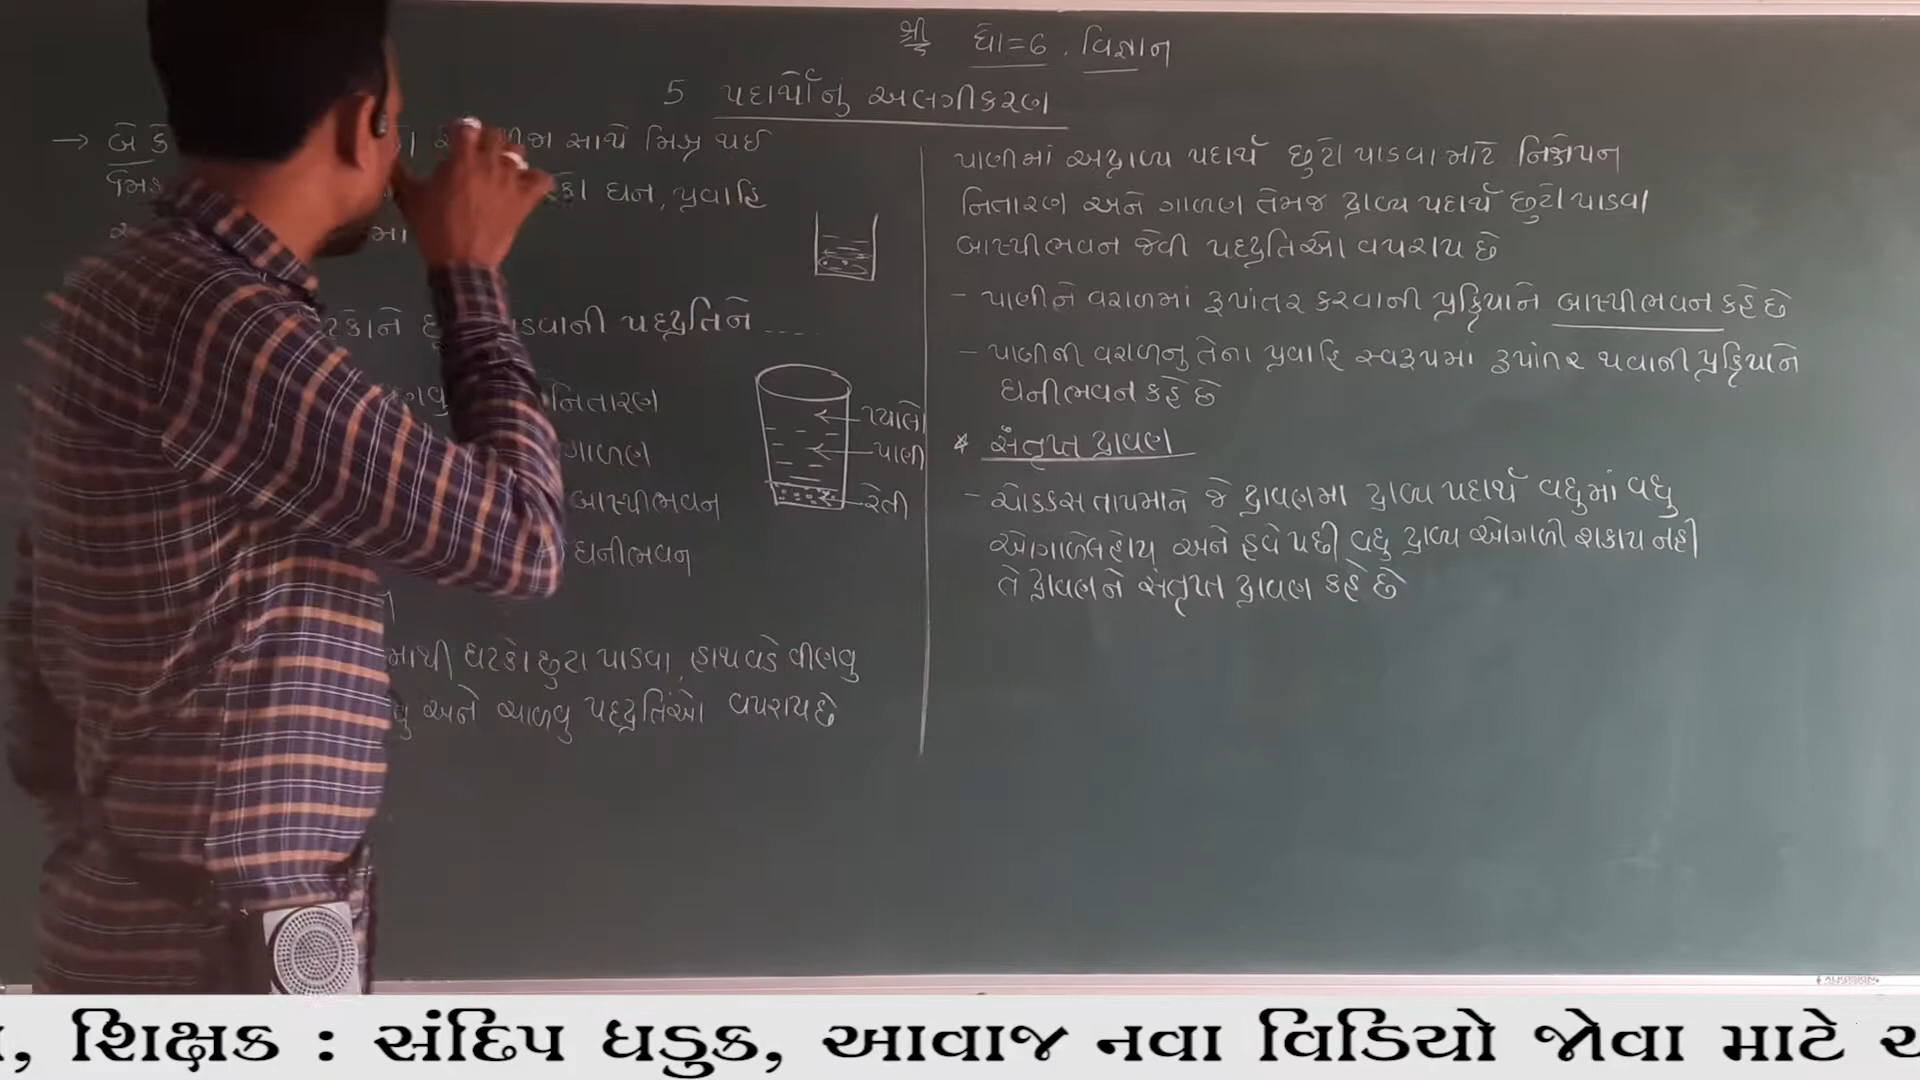 શ્રી ધો=6. વિજ્ઞાન
5 પદાર્થોનું અલગીકરણ
→ બે કે સાથે મિશ્ર થઈ
ઘન, પ્રવાહિ
ને છુ ડવાની પદ્ધતિને ....
નિતારણ
ગાળણ
બાષ્પીભવન
ઘનીભવન
માથી ઘટકો છુટા પાડવા, હાથ વડે વીણવુ
વુ અને ચાળવુ પદ્ધતિઓ વપરાય છે
પ્યાલો
પાણી
રેતી
પાણીમાં અદ્રાવ્ય પદાર્થ છુટો પાડવા માટે નિક્ષેપન
નિતારણ અને ગાળણ તેમજ દ્રાવ્ય પદાર્થ છુટો પાડવા
બાષ્પીભવન જેવી પદ્ધતિઓ વપરાય છે
- પાણીને વરાળમાં રૂપાંતર કરવાની પ્રક્રિયાને બાષ્પીભવન કહે છે
- પાણીની વરાળનુ તેના પ્રવાહિ સ્વરૂપમા રૂપાંતર થવાની પ્રક્રિયાને
ઘનીભવન કહે છે
* સંતૃપ્ત દ્રાવણ
- ચોક્કસ તાપમાને જે દ્રાવણમા દ્રાવ્ય પદાર્થ વધુમાં વધુ
ઓગાળેલ હોય અને હવે પછી વધુ દ્રાવ્ય ઓગાળી શકાય નહી
તે દ્રાવણને સંતૃપ્ત દ્રાવણ કહે છે
, શિક્ષક : સંદિપ ધડુક, આવાજ નવા વિડિયો જોવા માટે ચ